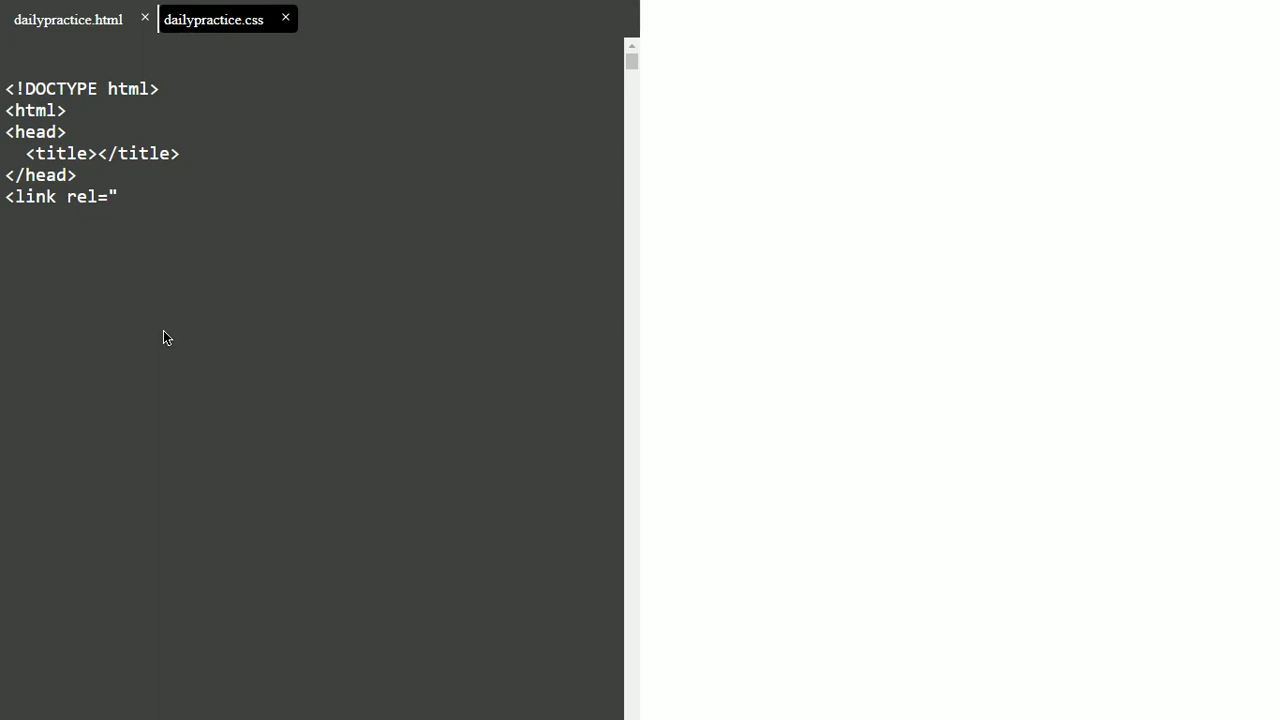 dailypractice.html × dailypractice.css ×
<!DOCTYPE html>
<html>
<head>
  <title></title>
</head>
<link rel="